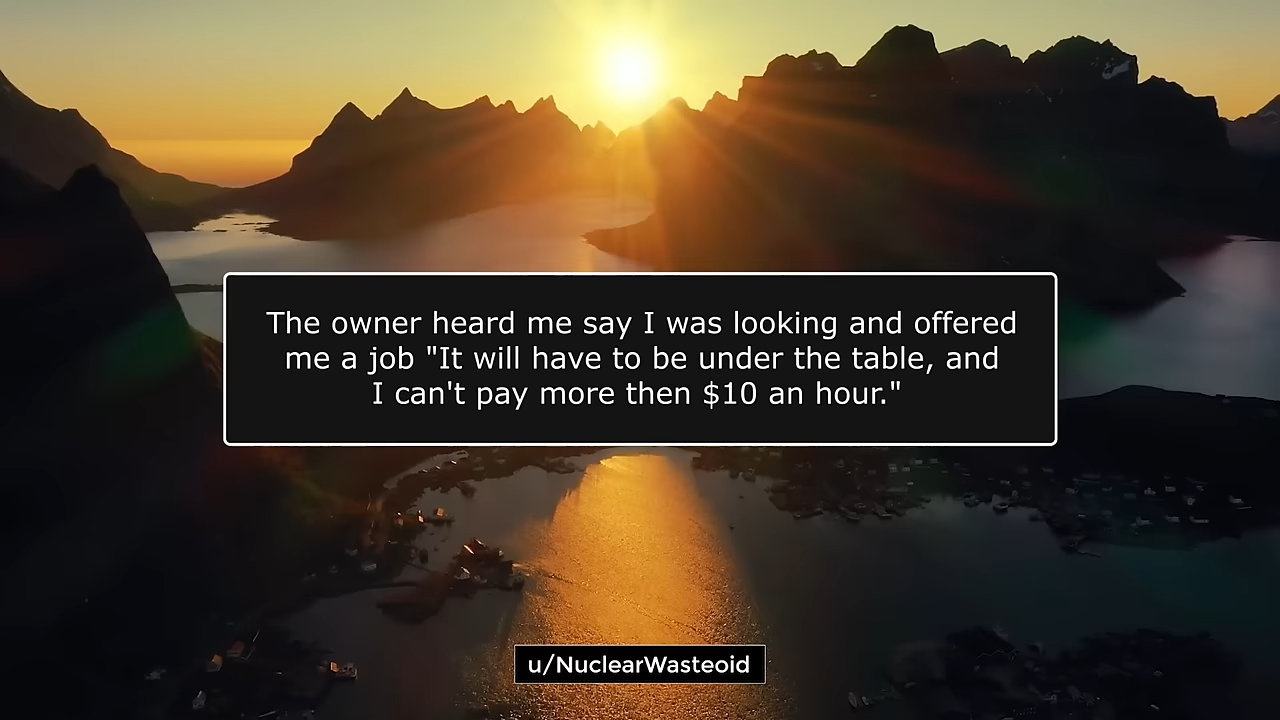 The owner heard me say I was looking and offered
me a job "It will have to be under the table, and
I can't pay more then $10 an hour."
u/NuclearWasteoid